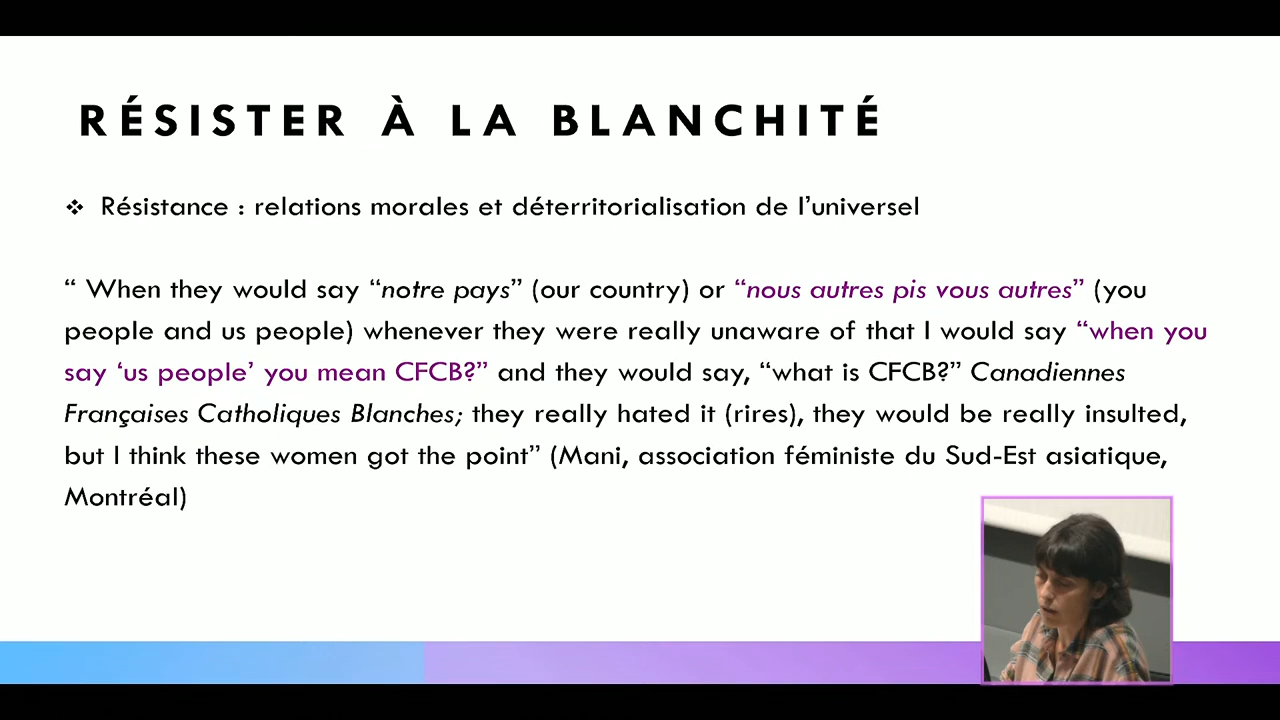 RÉSISTER À LA BLANCHITÉ
❖ Résistance : relations morales et déterritorialisation de l’universel
“ When they would say “notre pays” (our country) or “nous autres pis vous autres” (you
people and us people) whenever they were really unaware of that I would say “when you
say ‘us people’ you mean CFCB?” and they would say, “what is CFCB?” Canadiennes
Françaises Catholiques Blanches; they really hated it (rires), they would be really insulted,
but I think these women got the point” (Mani, association féministe du Sud-Est asiatique,
Montréal)